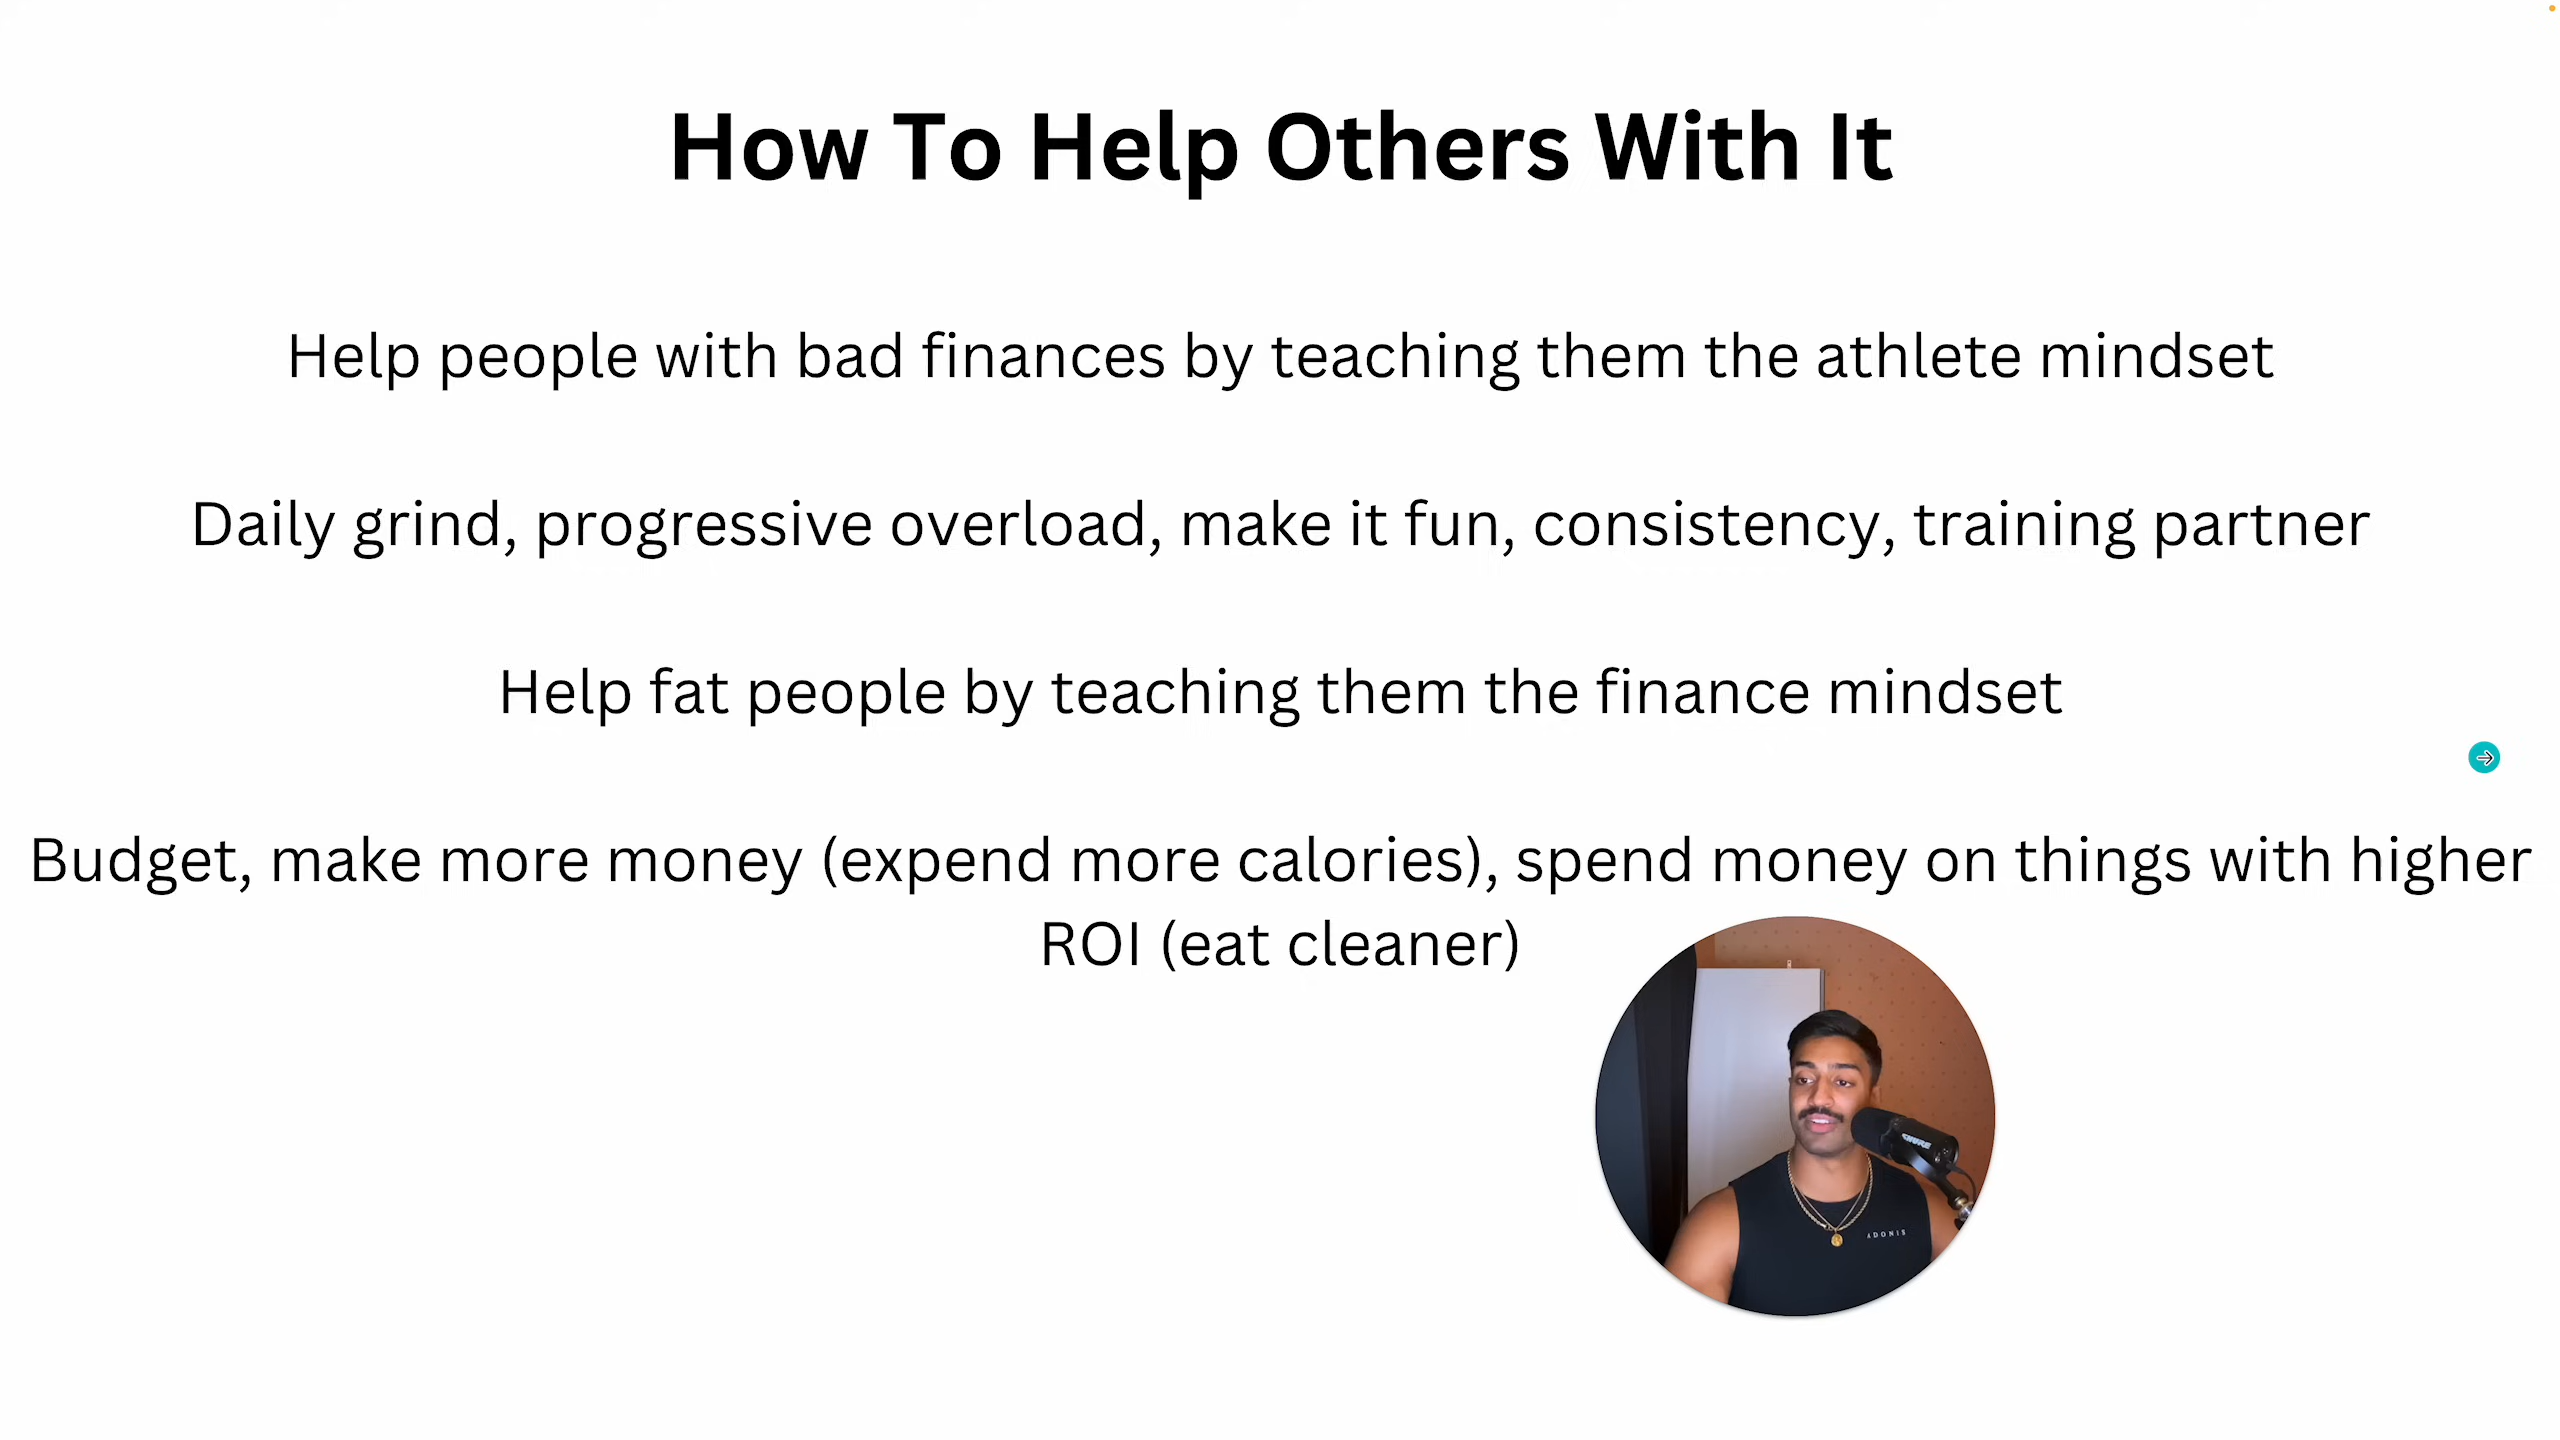 How To Help Others With It
Help people with bad finances by teaching them the athlete mindset
Daily grind, progressive overload, make it fun, consistency, training partner
Help fat people by teaching them the finance mindset
Budget, make more money (expend more calories), spend money on things with higher
ROI (eat cleaner)
SHURE
ADONIS